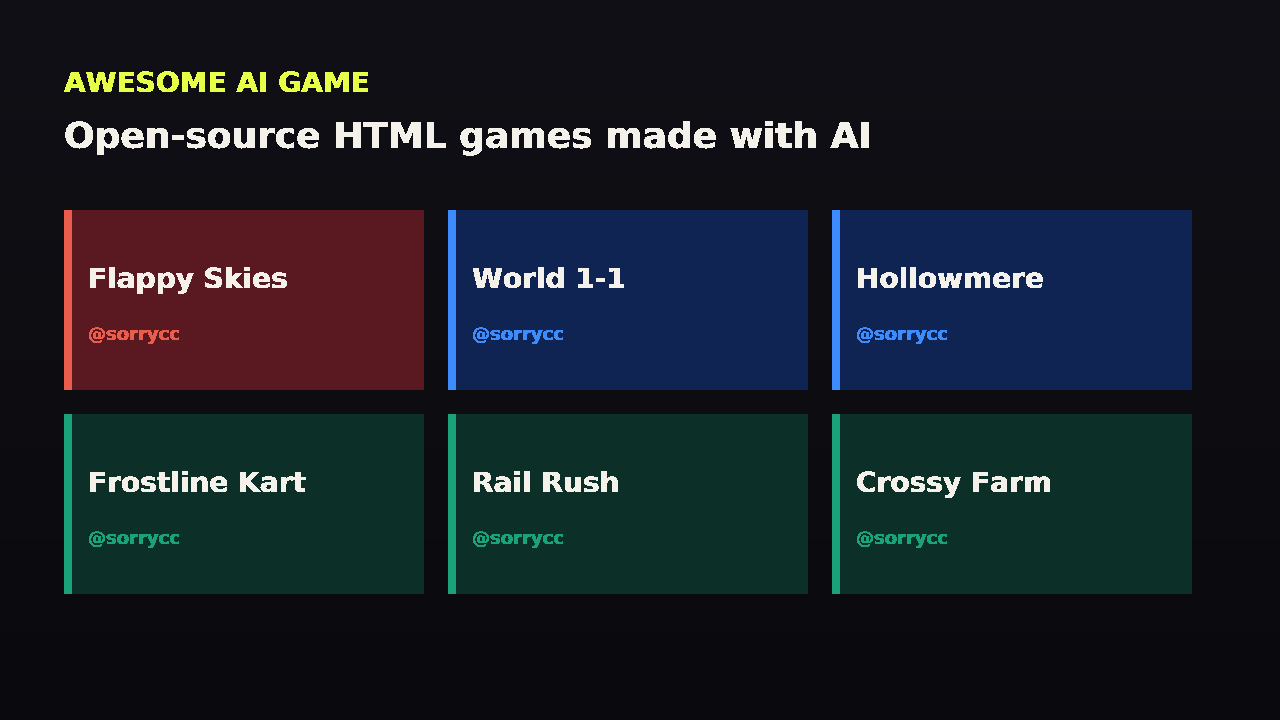 AWESOME AI GAME
Open-source HTML games made with AI
Flappy Skies
@sorrycc
World 1-1
@sorrycc
Hollowmere
@sorrycc
Frostline Kart
@sorrycc
Rail Rush
@sorrycc
Crossy Farm
@sorrycc